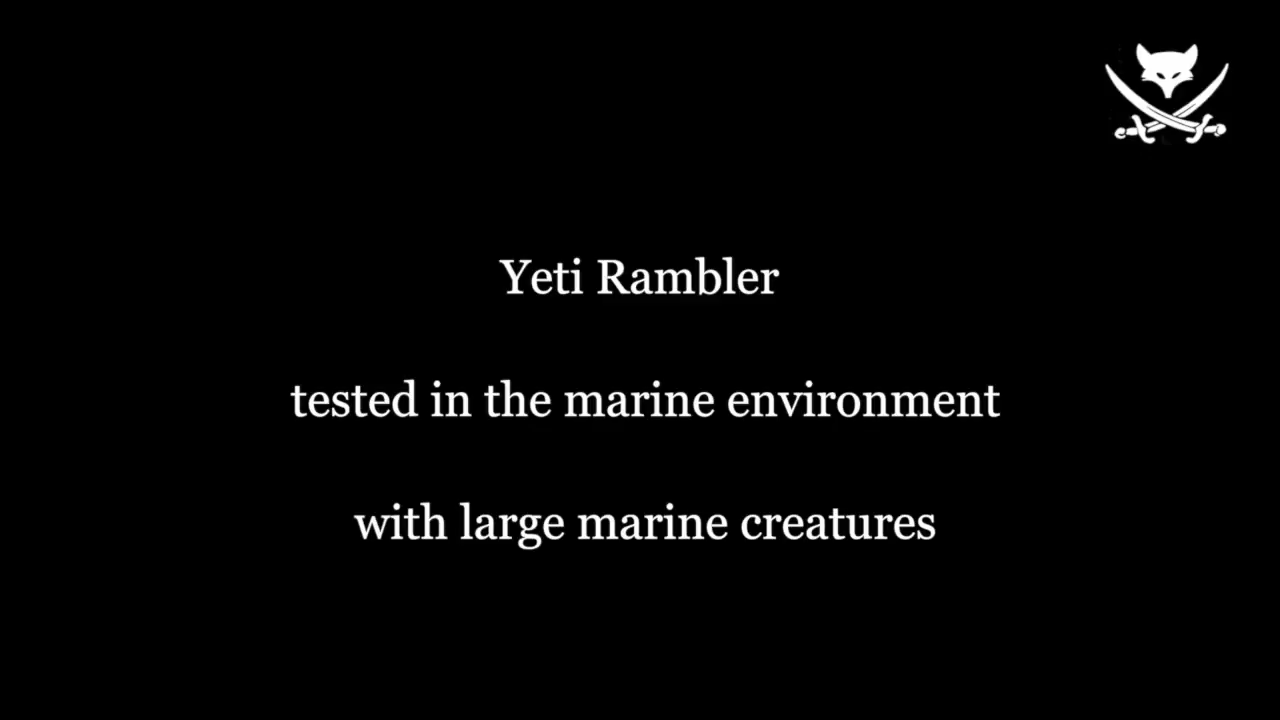 Yeti Rambler
tested in the marine environment
with large marine creatures